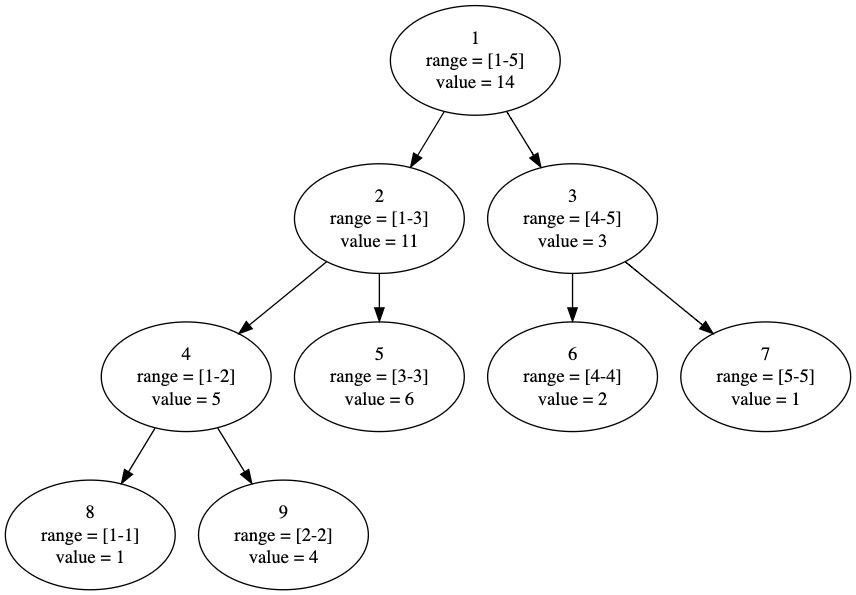 1
range = [1-5]
value = 14
2
range = [1-3]
value = 11
3
range = [4-5]
value = 3
4
range = [1-2]
value = 5
5
range = [3-3]
value = 6
6
range = [4-4]
value = 2
7
range = [5-5]
value = 1
8
range = [1-1]
value = 1
9
range = [2-2]
value = 4